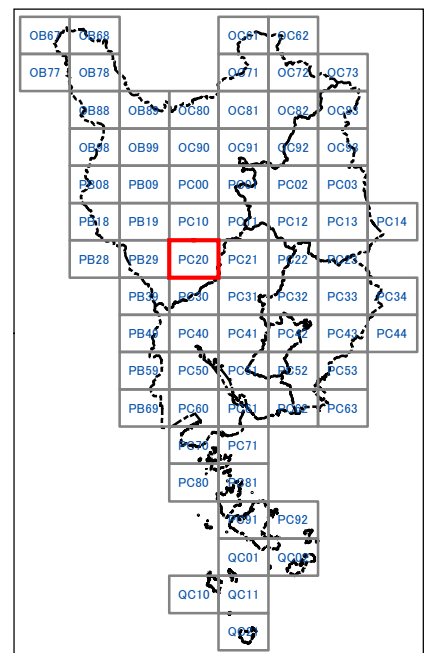 OB67 OB68 OC61 OC62
OB77 OB78 OC71 OC72 OC73
OB88 OB89 OC80 OC81 OC82 OC83
OB98 OB99 OC90 OC91 OC92 OC93
PB08 PB09 PC00 PC01 PC02 PC03
PB18 PB19 PC10 PC11 PC12 PC13 PC14
PB28 PB29 PC20 PC21 PC22 PC23
PB39 PC30 PC31 PC32 PC33 PC34
PB49 PC40 PC41 PC42 PC43 PC44
PB59 PC50 PC51 PC52 PC53
PB69 PC60 PC61 PC62 PC63
PC70 PC71
PC80 PC81
PC91 PC92
QC01 QC02
QC10 QC11
QC21